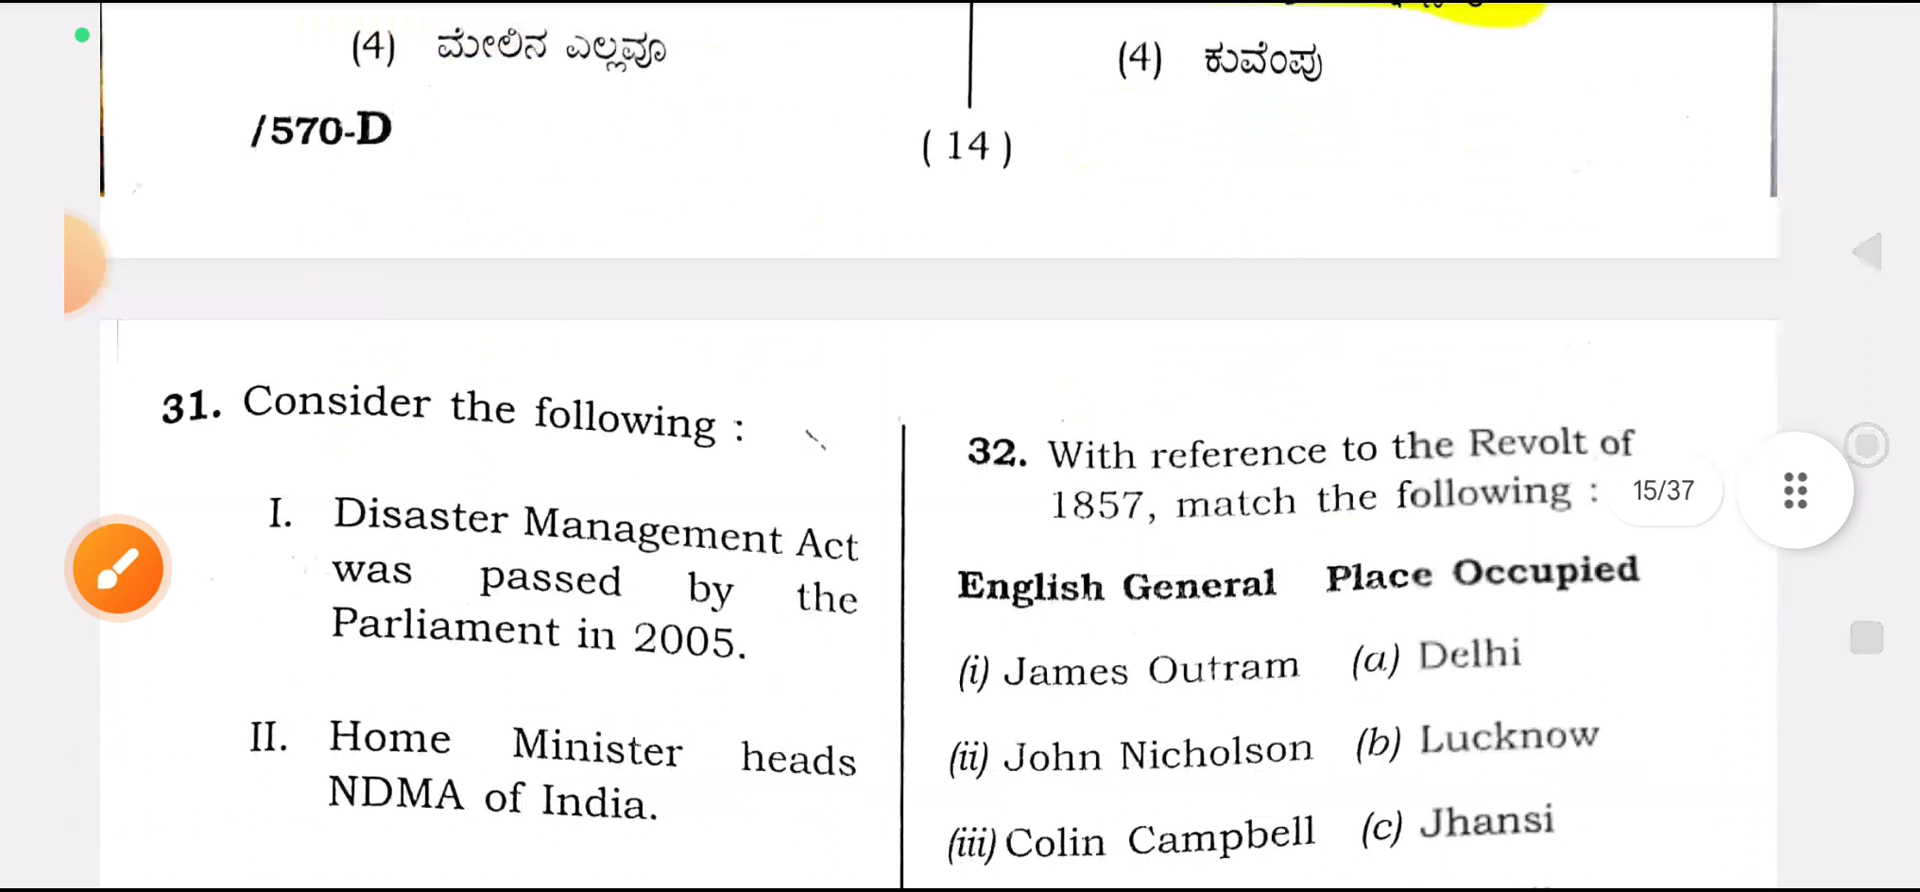 (4) ಮೇಲಿನ ಎಲ್ಲವೂ
(4) ಕುವೆಂಪು
/570-D
( 14 )
31. Consider the following :
I. Disaster Management Act
was passed by the
Parliament in 2005.
II. Home Minister heads
NDMA of India.
32. With reference to the Revolt of
1857, match the following :
English General Place Occupied
(i) James Outram (a) Delhi
(ii) John Nicholson (b) Lucknow
(iii) Colin Campbell (c) Jhansi
15/37